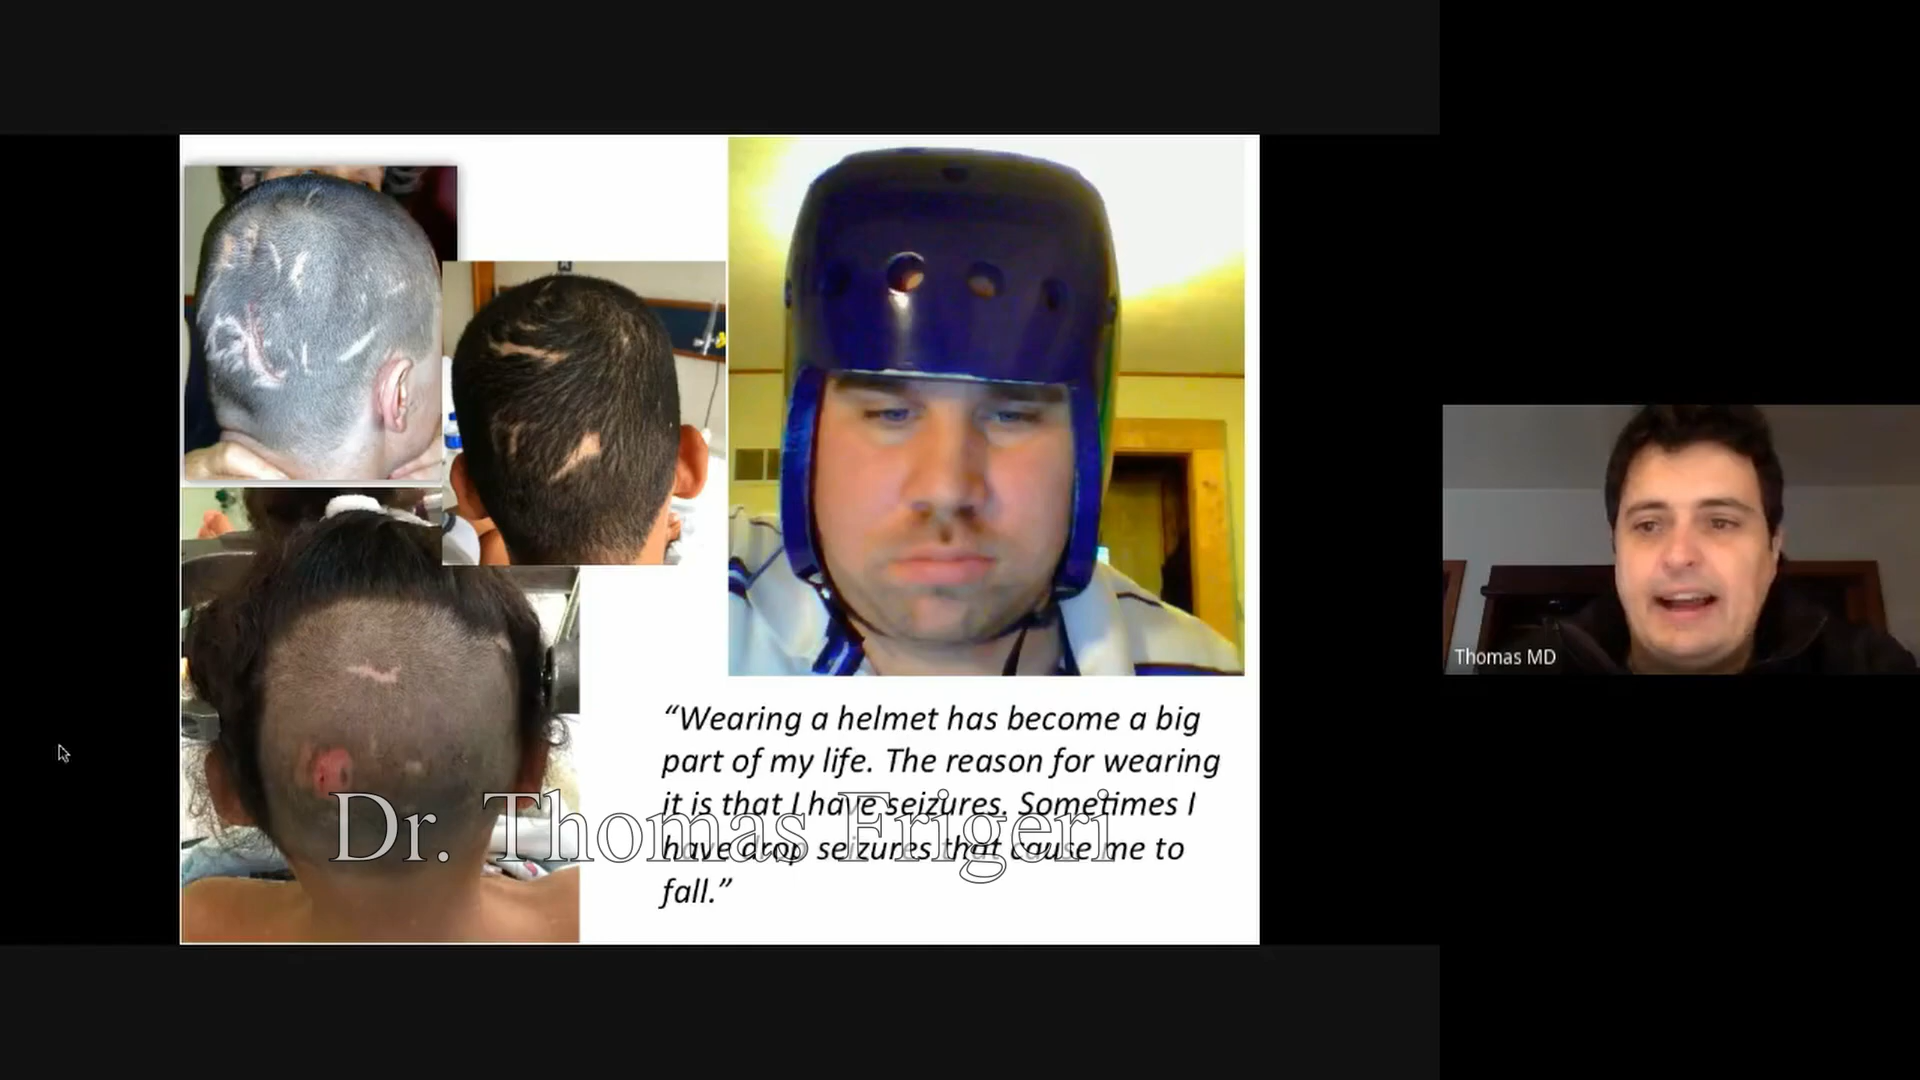 “Wearing a helmet has become a big
part of my life. The reason for wearing
it is that I have seizures. Sometimes I
have drop seizures that cause me to
fall.”
Dr. Thomas Frigeri
Thomas MD